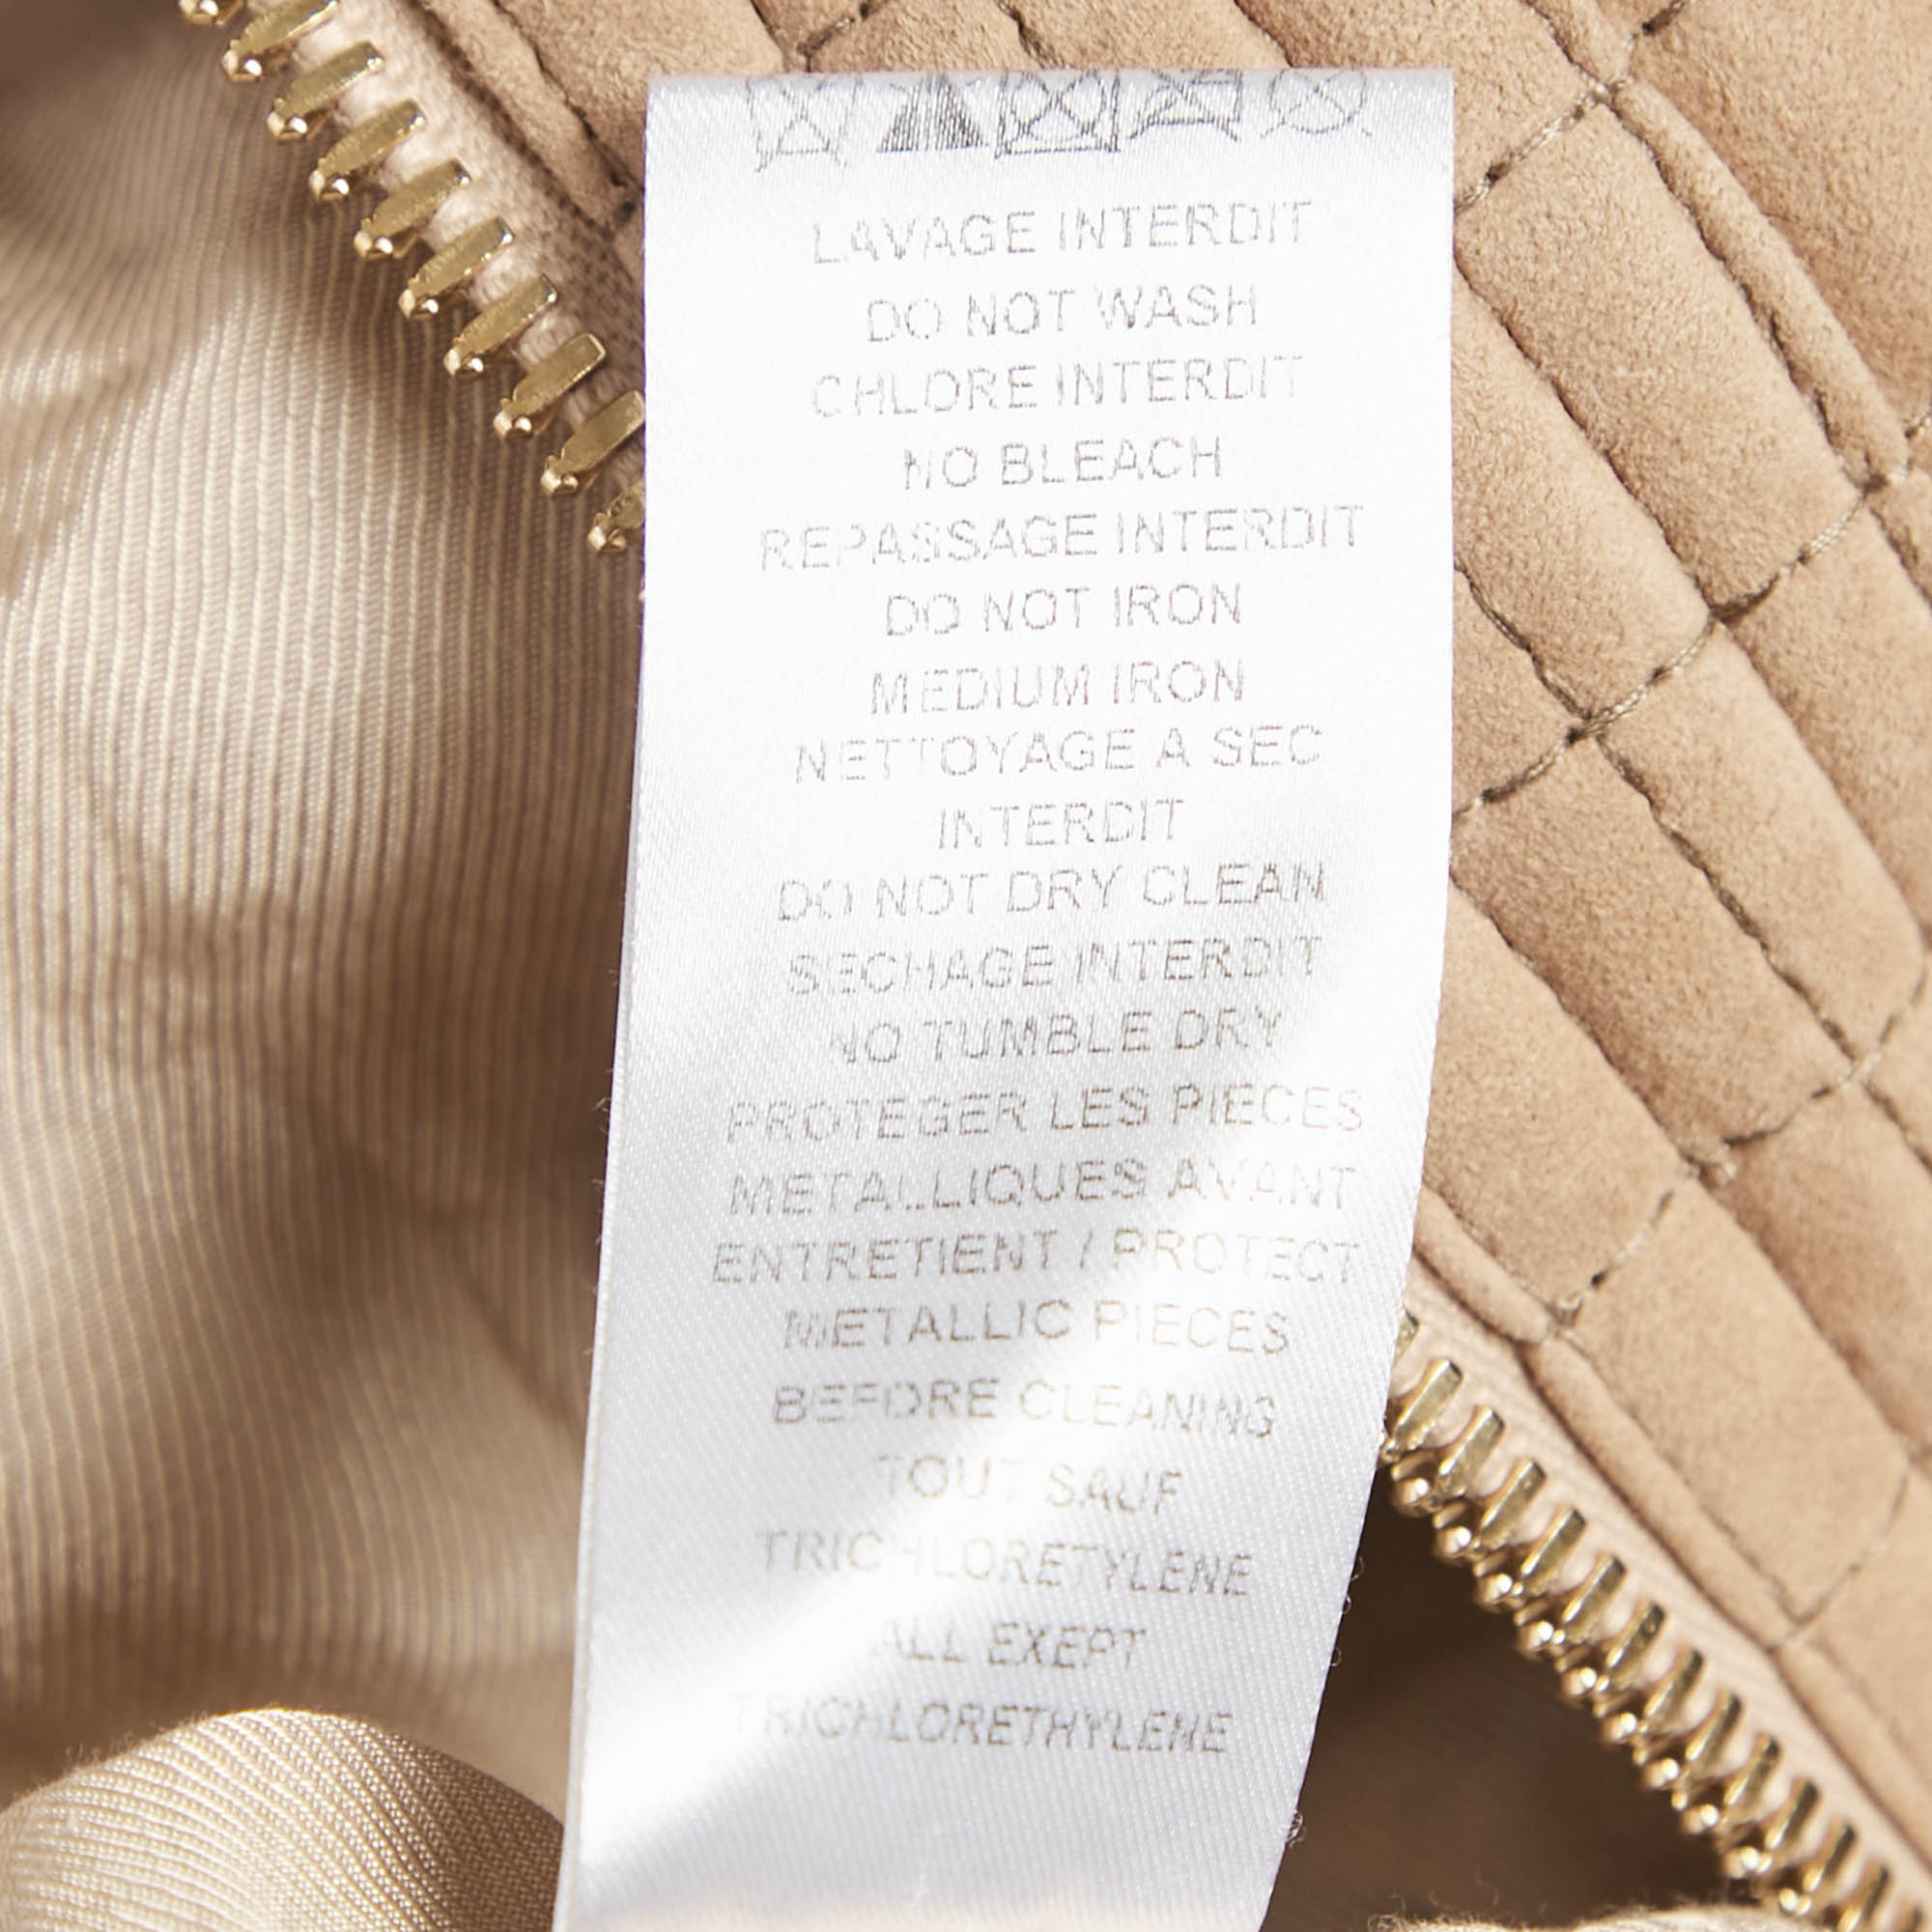 LAVAGE INTERDIT
DO NOT WASH
CHLORE INTERDIT
NO BLEACH
REPASSAGE INTERDIT
DO NOT IRON
MEDIUM IRON
NETTOYAGE A SEC
INTERDIT
DO NOT DRY CLEAN
SECHAGE INTERDIT
NO TUMBLE DRY
PROTEGER LES PIECES
METALLIQUES AVANT
ENTRETIENT / PROTECT
METALLIC PIECES
BEFORE CLEANING
TOUT SAUF
TRICHLORETYLENE
ALL EXEPT
TRICHLORETHYLENE